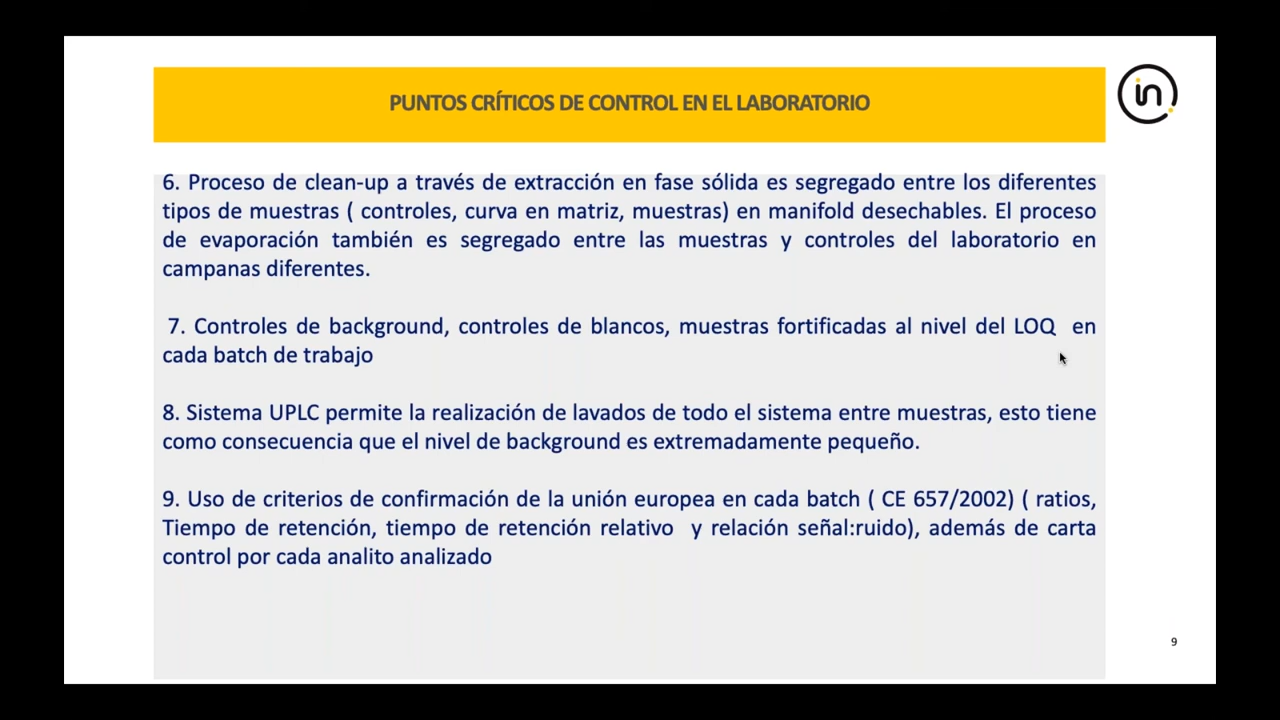 PUNTOS CRÍTICOS DE CONTROL EN EL LABORATORIO
in
6. Proceso de clean-up a través de extracción en fase sólida es segregado entre los diferentes
tipos de muestras ( controles, curva en matriz, muestras) en manifold desechables. El proceso
de evaporación también es segregado entre las muestras y controles del laboratorio en
campanas diferentes.
7. Controles de background, controles de blancos, muestras fortificadas al nivel del LOQ en
cada batch de trabajo
8. Sistema UPLC permite la realización de lavados de todo el sistema entre muestras, esto tiene
como consecuencia que el nivel de background es extremadamente pequeño.
9. Uso de criterios de confirmación de la unión europea en cada batch ( CE 657/2002) ( ratios,
Tiempo de retención, tiempo de retención relativo y relación señal:ruido), además de carta
control por cada analito analizado
9